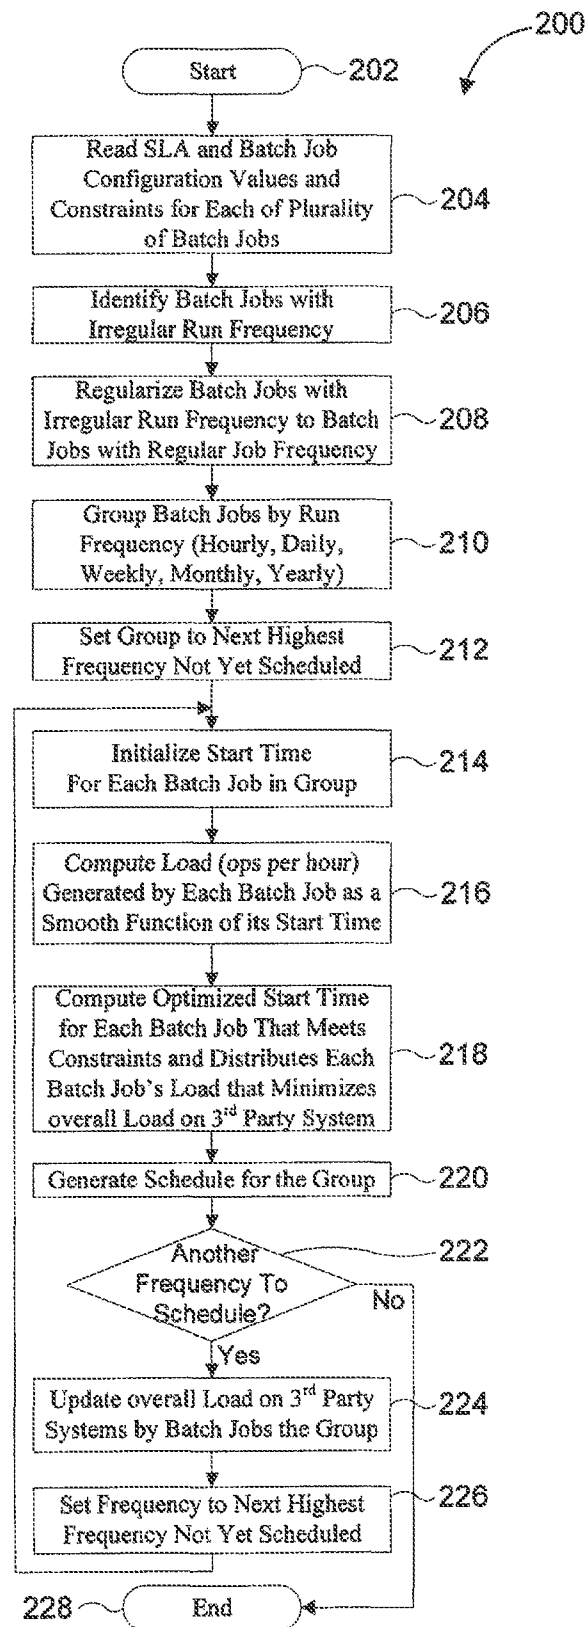 200
Start
202
Read SLA and Batch Job
Configuration Values and
Constraints for Each of Plurality
of Batch Jobs
204
Identify Batch Jobs with
Irregular Run Frequency
206
Regularize Batch Jobs with
Irregular Run Frequency to Batch
Jobs with Regular Job Frequency
208
Group Batch Jobs by Run
Frequency (Hourly, Daily,
Weekly, Monthly, Yearly)
210
Set Group to Next Highest
Frequency Not Yet Scheduled
212
Initialize Start Time
For Each Batch Job in Group
214
Compute Load (ops per hour)
Generated by Each Batch Job as a
Smooth Function of its Start Time
216
Compute Optimized Start Time
for Each Batch Job That Meets
Constraints and Distributes Each
Batch Job's Load that Minimizes
overall Load on 3rd Party System
218
Generate Schedule for the Group
220
Another
Frequency To
Schedule?
222
No
Yes
Update overall Load on 3rd Party
Systems by Batch Jobs the Group
224
Set Frequency to Next Highest
Frequency Not Yet Scheduled
226
228
End